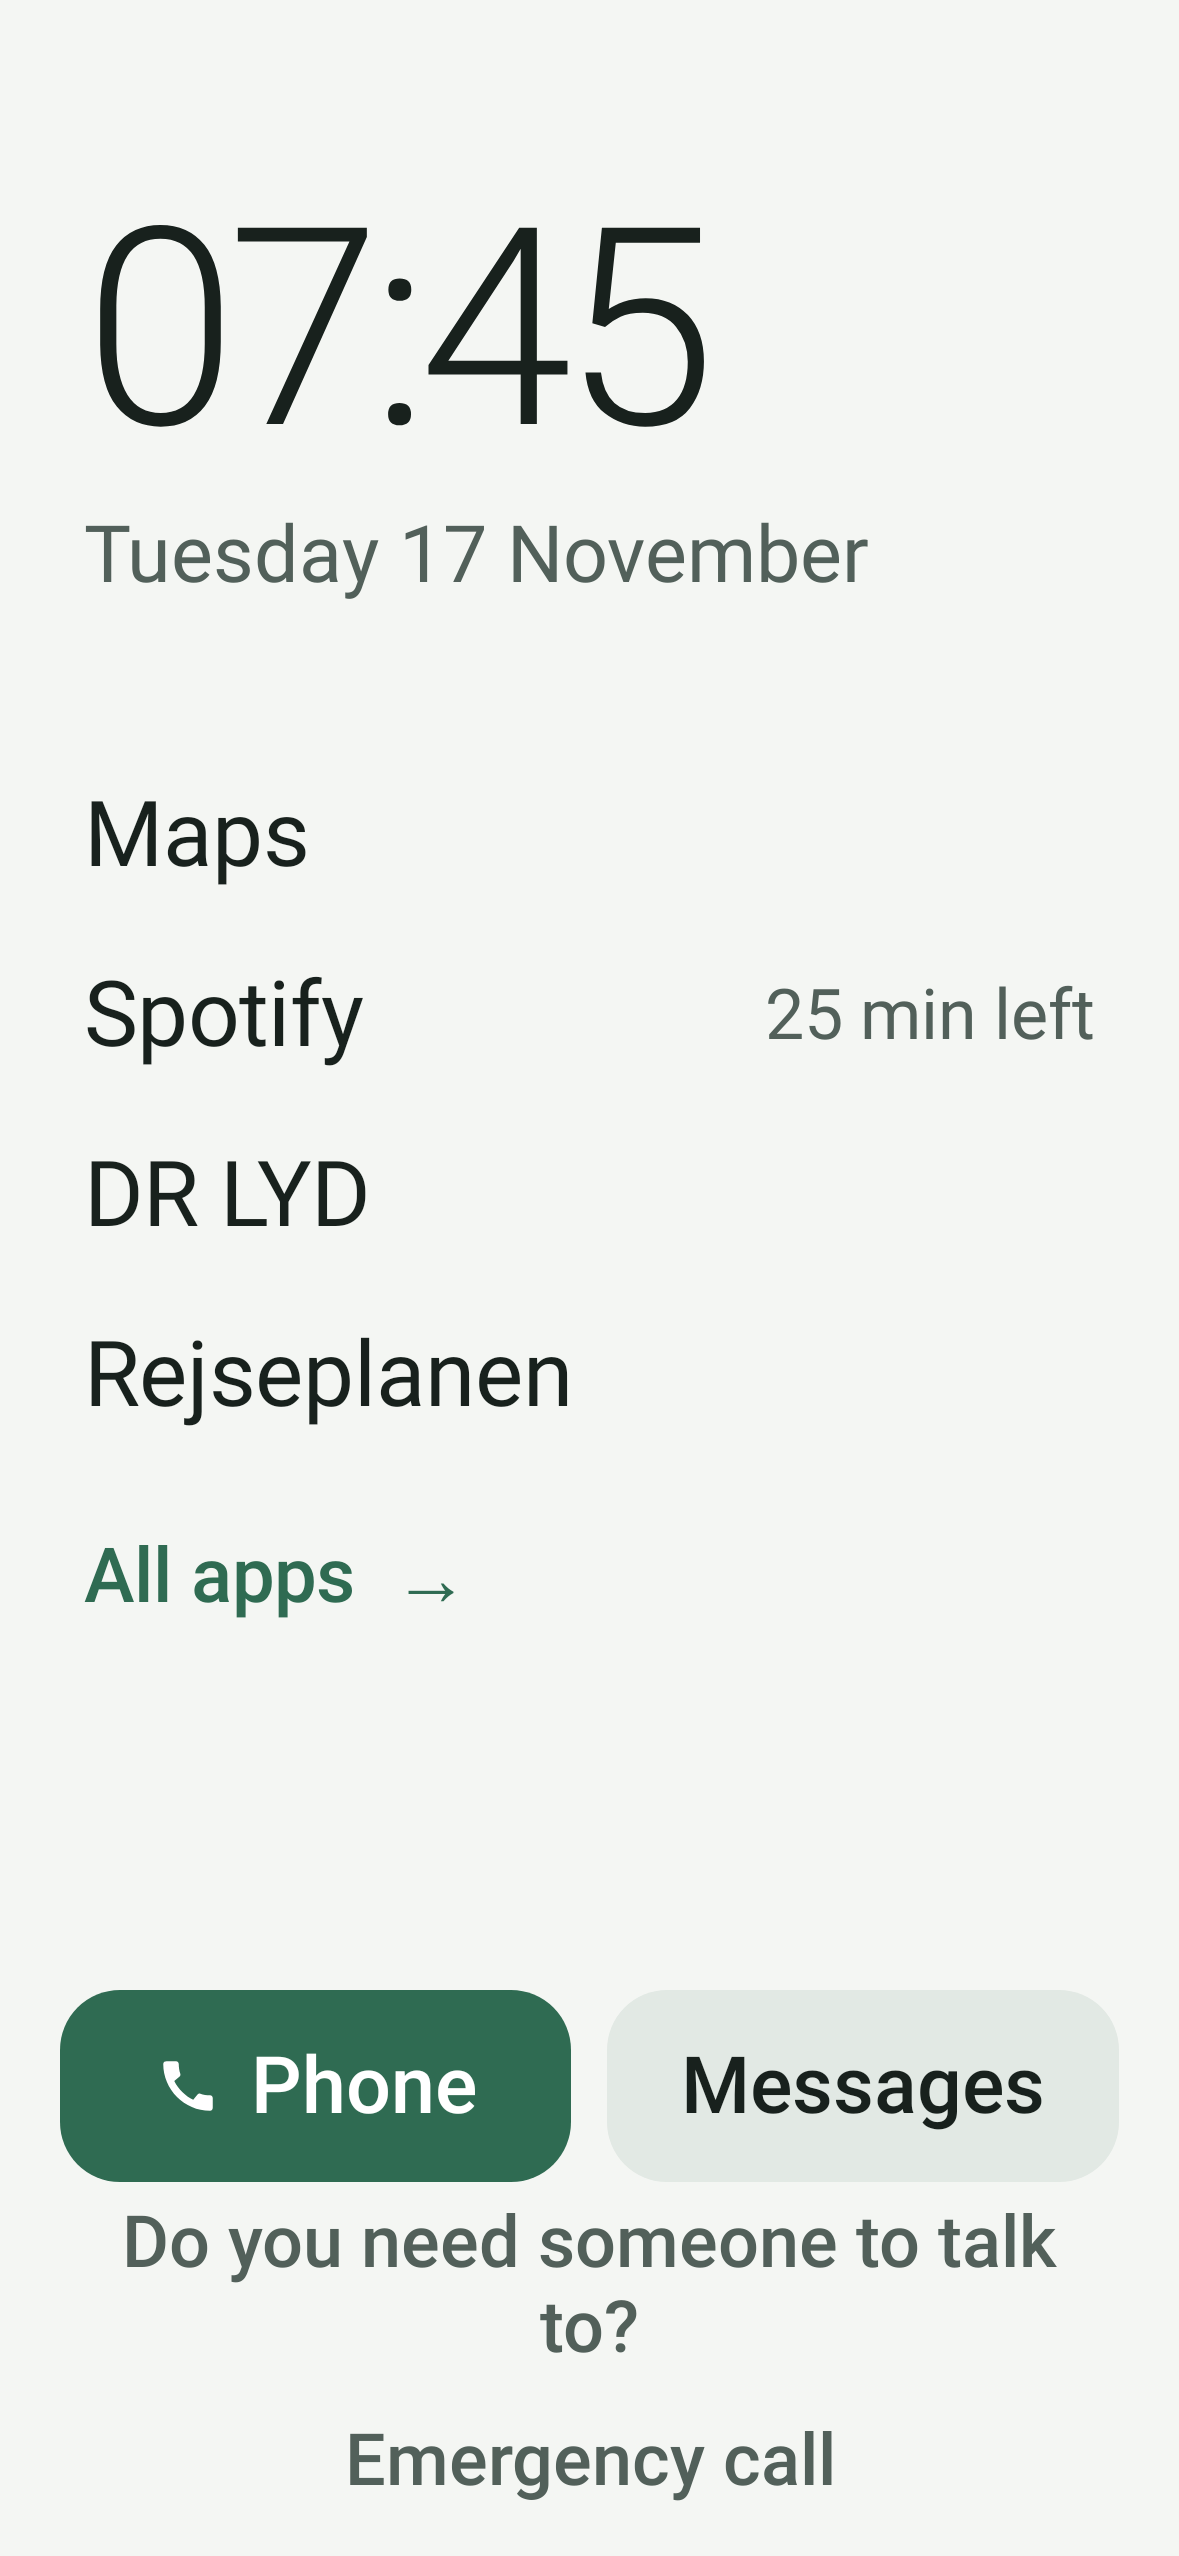 07:45
Tuesday 17 November
Maps
Spotify 25 min left
DR LYD
Rejseplanen
All apps →
Phone Messages
Do you need someone to talk
to?
Emergency call